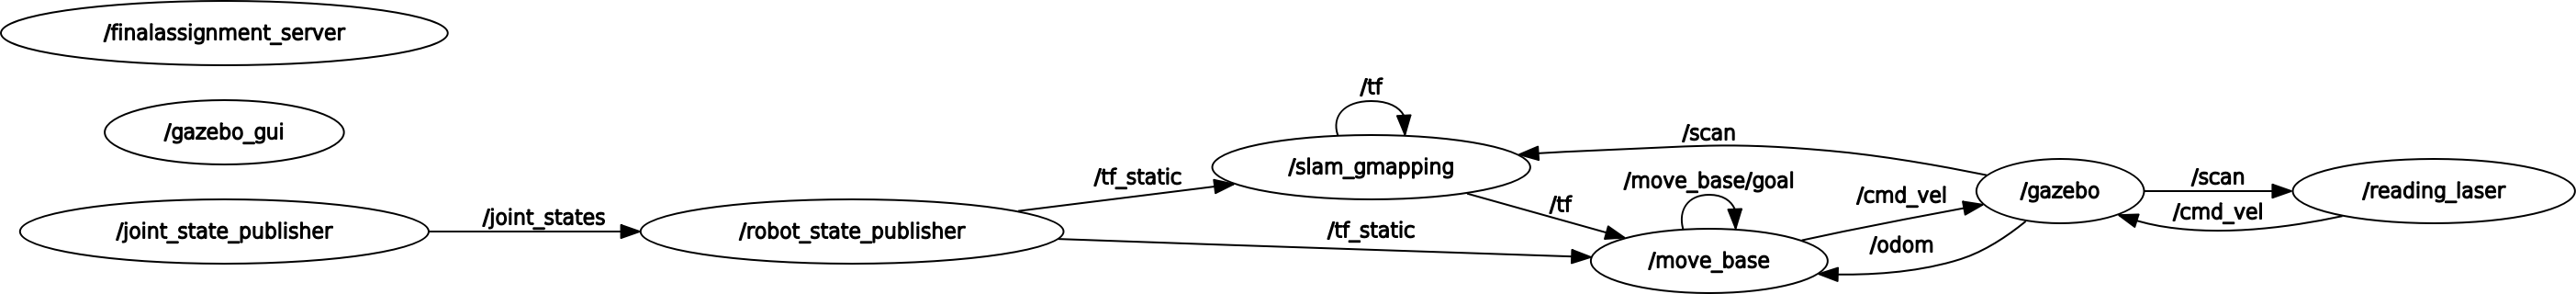 /finalassignment_server
/gazebo_gui
/joint_state_publisher
/joint_states
/robot_state_publisher
/tf_static
/tf_static
/tf
/slam_gmapping
/tf
/scan
/move_base/goal
/move_base
/cmd_vel
/odom
/gazebo
/scan
/cmd_vel
/reading_laser